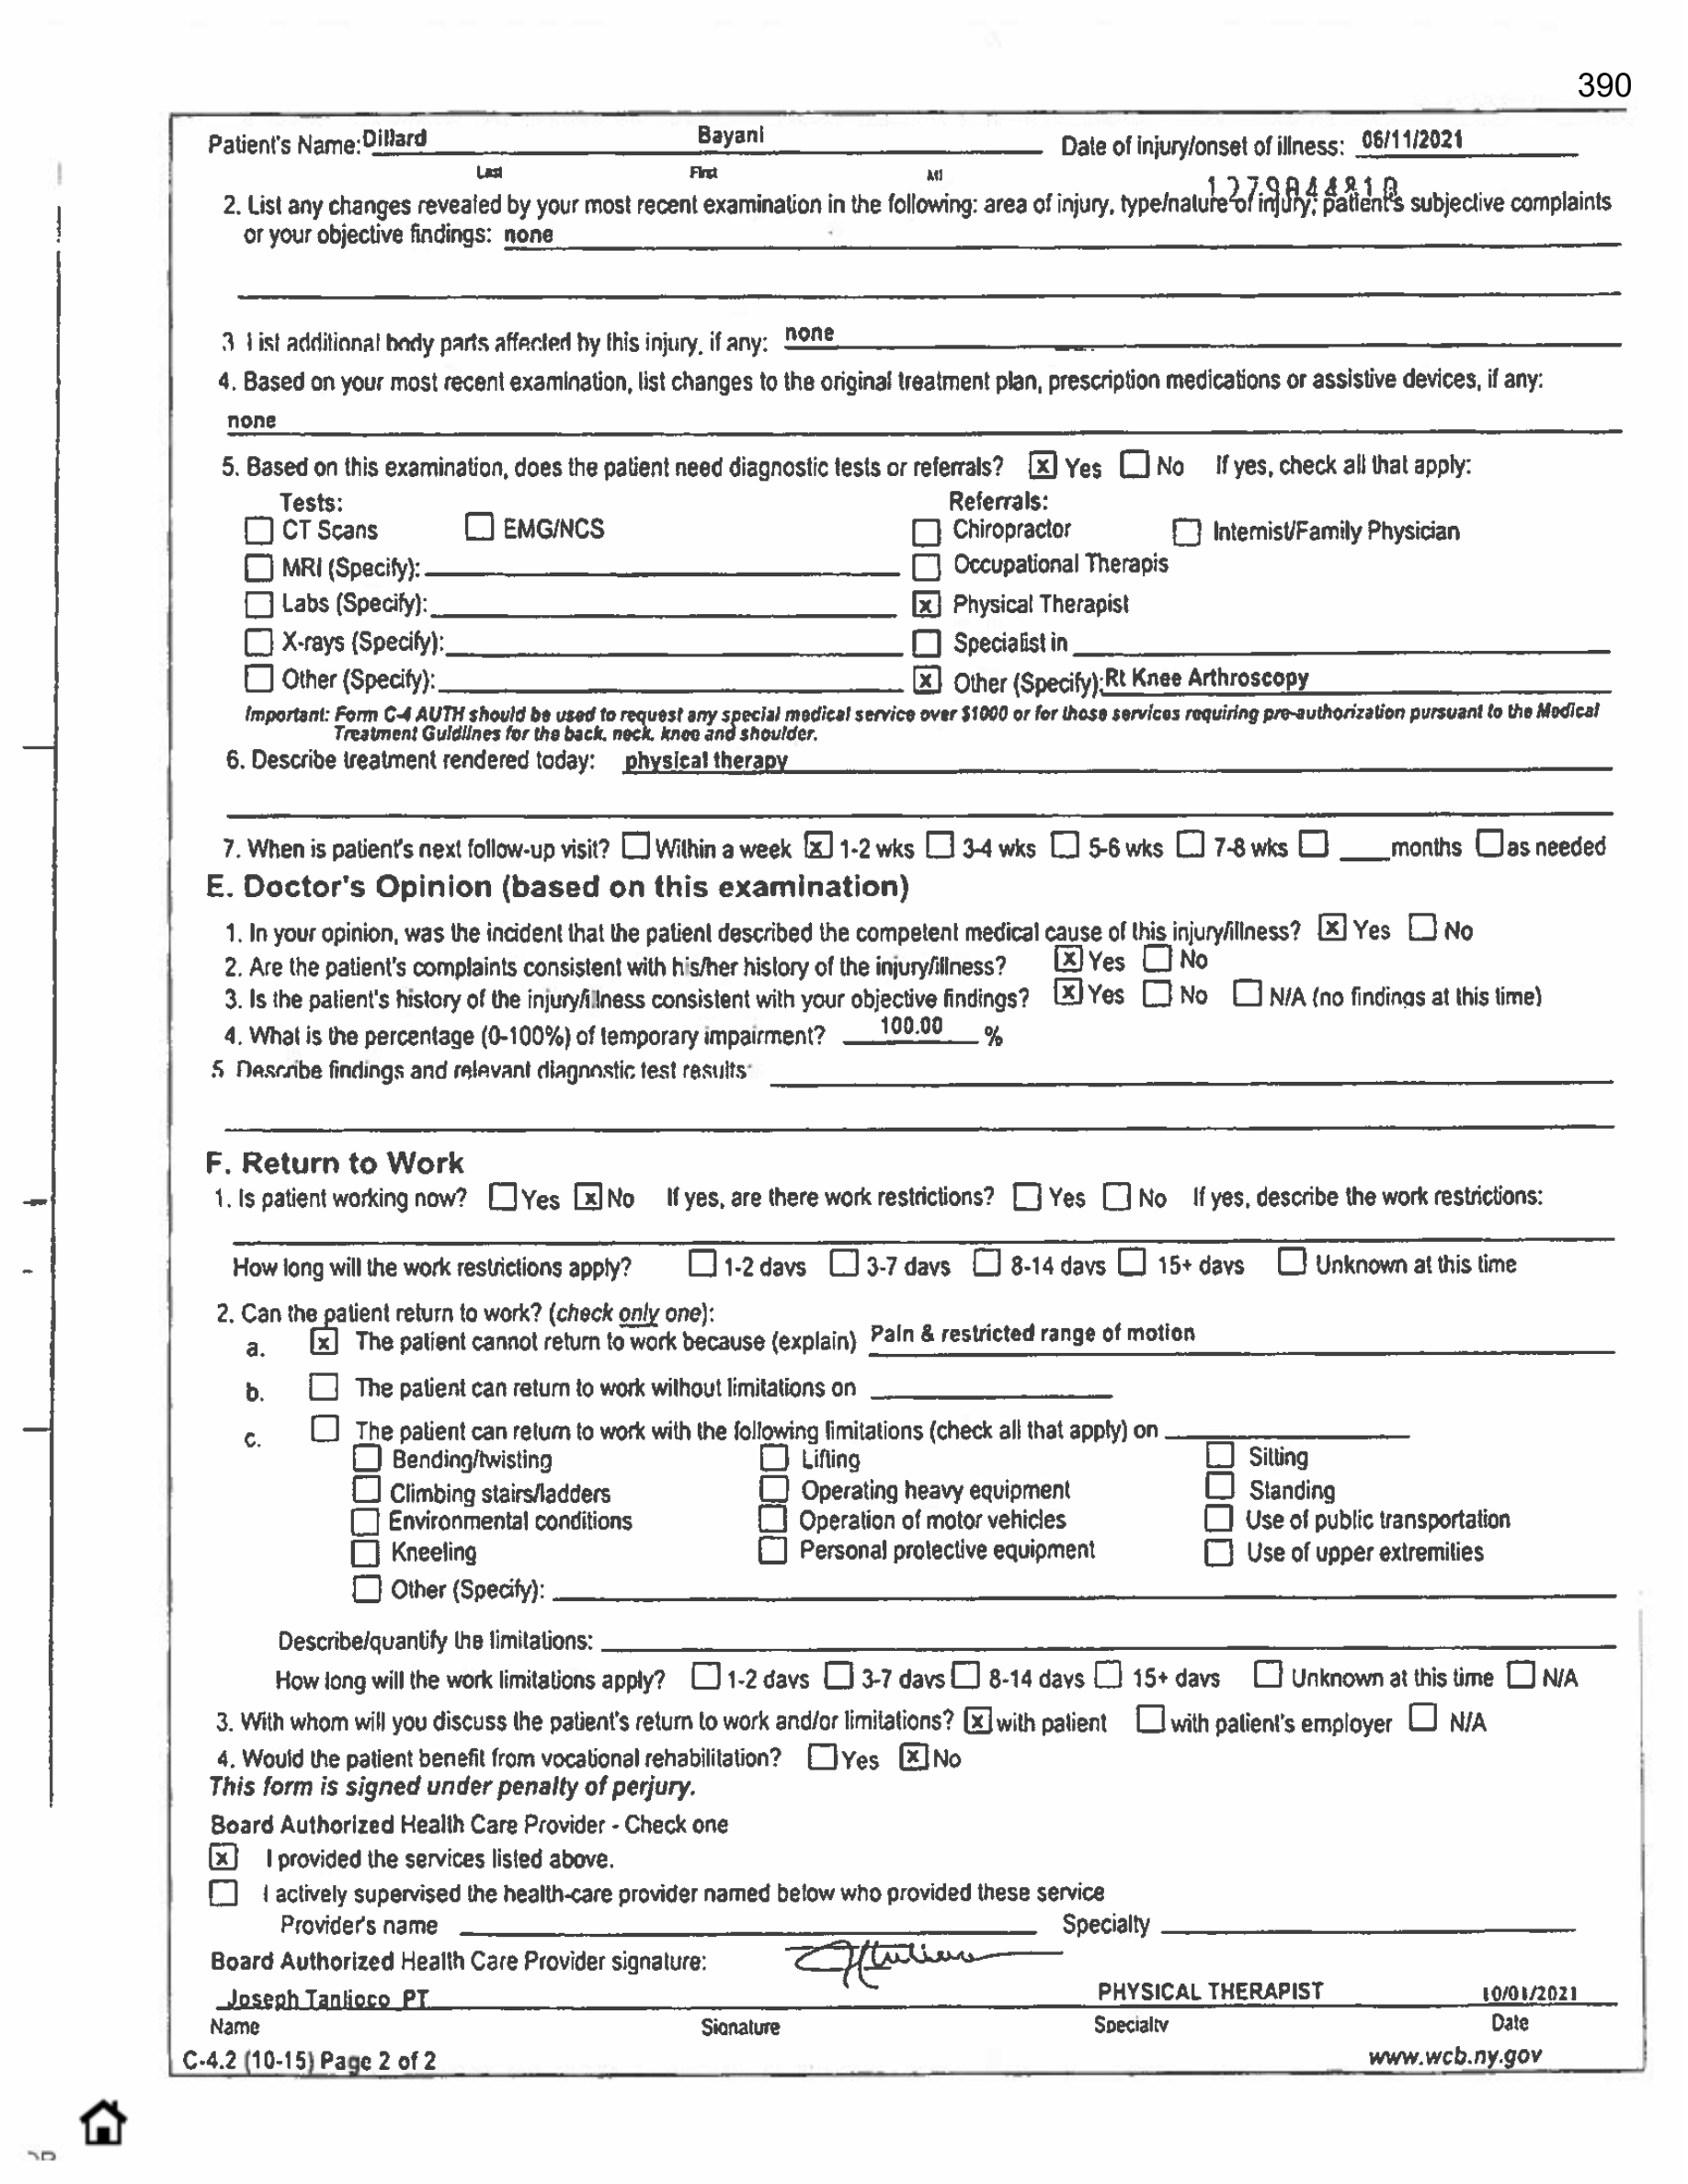 390
Patient's Name: Dillard Bayani Date of injury/onset of illness: 06/11/2021
Last First MI
2. List any changes revealed by your most recent examination in the following: area of injury, type/nature of injury; patient's subjective complaints
or your objective findings: none
3 List additional body parts affected by this injury, if any: none
4. Based on your most recent examination, list changes to the original treatment plan, prescription medications or assistive devices, if any:
none
5. Based on this examination, does the patient need diagnostic tests or referrals? [x] Yes [ ] No If yes, check all that apply:
Tests: Referrals:
[ ] CT Scans [ ] EMG/NCS [ ] Chiropractor [ ] Internist/Family Physician
[ ] MRI (Specify): [ ] Occupational Therapis
[ ] Labs (Specify): [x] Physical Therapist
[ ] X-rays (Specify): [ ] Specialist in
[ ] Other (Specify): [x] Other (Specify): Rt Knee Arthroscopy
Important: Form C-4 AUTH should be used to request any special medical service over $1000 or for those services requiring pre-authorization pursuant to the Medical
Treatment Guidlines for the back, neck, knee and shoulder.
6. Describe treatment rendered today: physical therapy
7. When is patient's next follow-up visit? [ ] Within a week [x] 1-2 wks [ ] 3-4 wks [ ] 5-6 wks [ ] 7-8 wks [ ] ___ months [ ] as needed
E. Doctor's Opinion (based on this examination)
1. In your opinion, was the incident that the patient described the competent medical cause of this injury/illness? [x] Yes [ ] No
2. Are the patient's complaints consistent with his/her history of the injury/illness? [x] Yes [ ] No
3. Is the patient's history of the injury/illness consistent with your objective findings? [x] Yes [ ] No [ ] N/A (no findings at this time)
4. What is the percentage (0-100%) of temporary impairment? 100.00 %
5 Describe findings and relevant diagnostic test results:
F. Return to Work
1. Is patient working now? [ ] Yes [x] No If yes, are there work restrictions? [ ] Yes [ ] No If yes, describe the work restrictions:
How long will the work restrictions apply? [ ] 1-2 days [ ] 3-7 days [ ] 8-14 days [ ] 15+ days [ ] Unknown at this time
2. Can the patient return to work? (check only one):
a. [x] The patient cannot return to work because (explain) Pain & restricted range of motion
b. [ ] The patient can return to work without limitations on
c. [ ] The patient can return to work with the following limitations (check all that apply) on
[ ] Bending/twisting [ ] Lifting [ ] Sitting
[ ] Climbing stairs/ladders [ ] Operating heavy equipment [ ] Standing
[ ] Environmental conditions [ ] Operation of motor vehicles [ ] Use of public transportation
[ ] Kneeling [ ] Personal protective equipment [ ] Use of upper extremities
[ ] Other (Specify):
Describe/quantify the limitations:
How long will the work limitations apply? [ ] 1-2 days [ ] 3-7 days [ ] 8-14 days [ ] 15+ days [ ] Unknown at this time [ ] N/A
3. With whom will you discuss the patient's return to work and/or limitations? [x] with patient [ ] with patient's employer [ ] N/A
4. Would the patient benefit from vocational rehabilitation? [ ] Yes [x] No
This form is signed under penalty of perjury.
Board Authorized Health Care Provider - Check one
[x] I provided the services listed above.
[ ] I actively supervised the health-care provider named below who provided these service
Provider's name Specialty
Board Authorized Health Care Provider signature:
Joseph Tanlioco PT PHYSICAL THERAPIST 10/01/2021
Name Signature Specialty Date
C-4.2 (10-15) Page 2 of 2 www.wcb.ny.gov